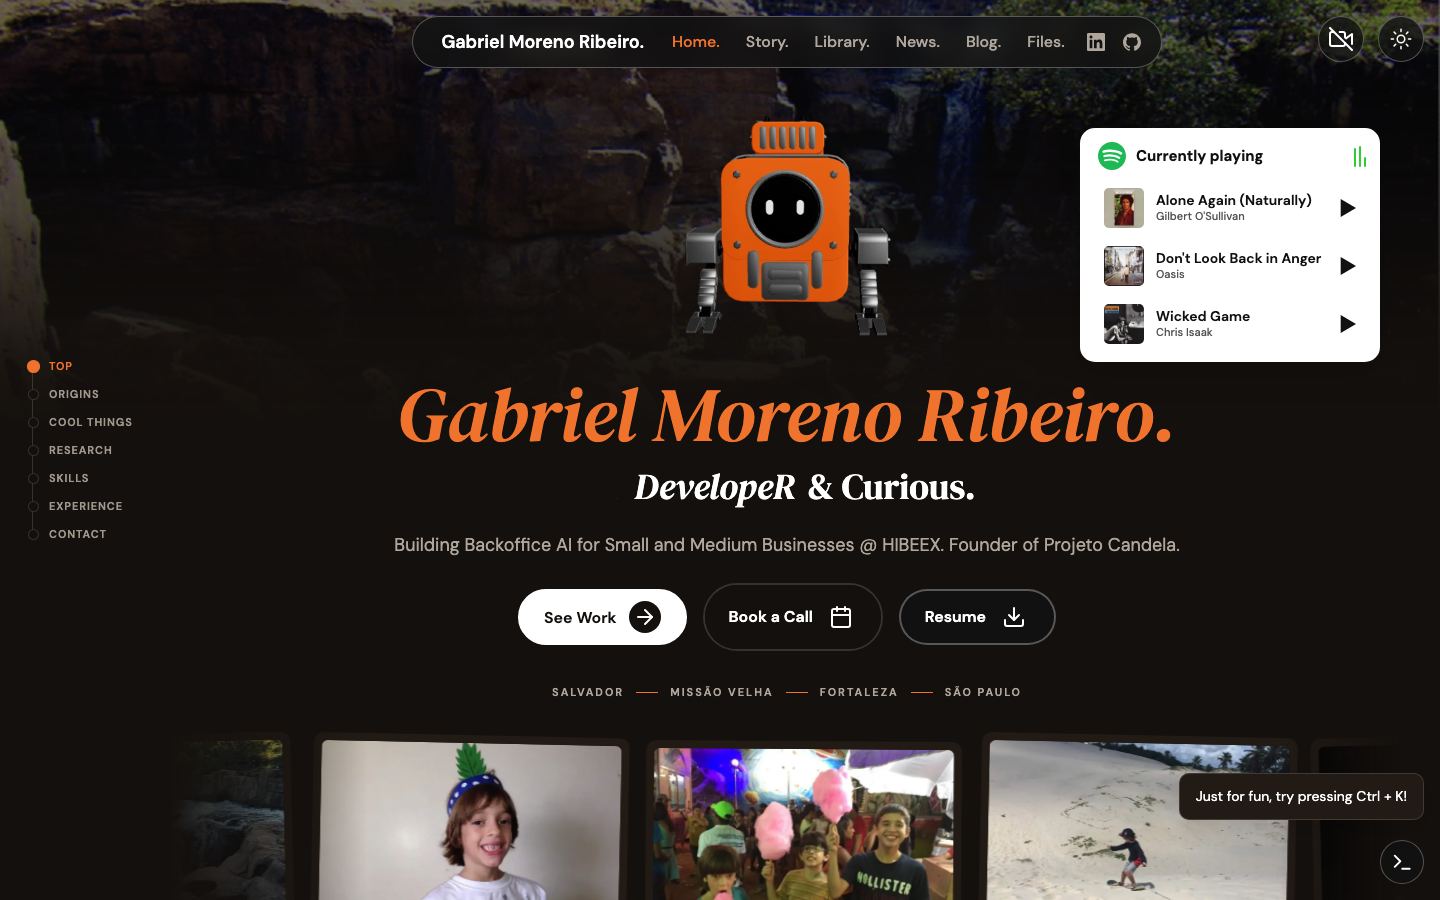 Gabriel Moreno Ribeiro. Home. Story. Library. News. Blog. Files.
Currently playing
Alone Again (Naturally)
Gilbert O'Sullivan
Don't Look Back in Anger
Oasis
Wicked Game
Chris Isaak
TOP
ORIGINS
COOL THINGS
RESEARCH
SKILLS
EXPERIENCE
CONTACT
Gabriel Moreno Ribeiro.
DevelopeR & Curious.
Building Backoffice AI for Small and Medium Businesses @ HIBEEX. Founder of Projeto Candela.
See Work
Book a Call
Resume
SALVADOR — MISSÃO VELHA — FORTALEZA — SÃO PAULO
HOLLISTER
Just for fun, try pressing Ctrl + K!